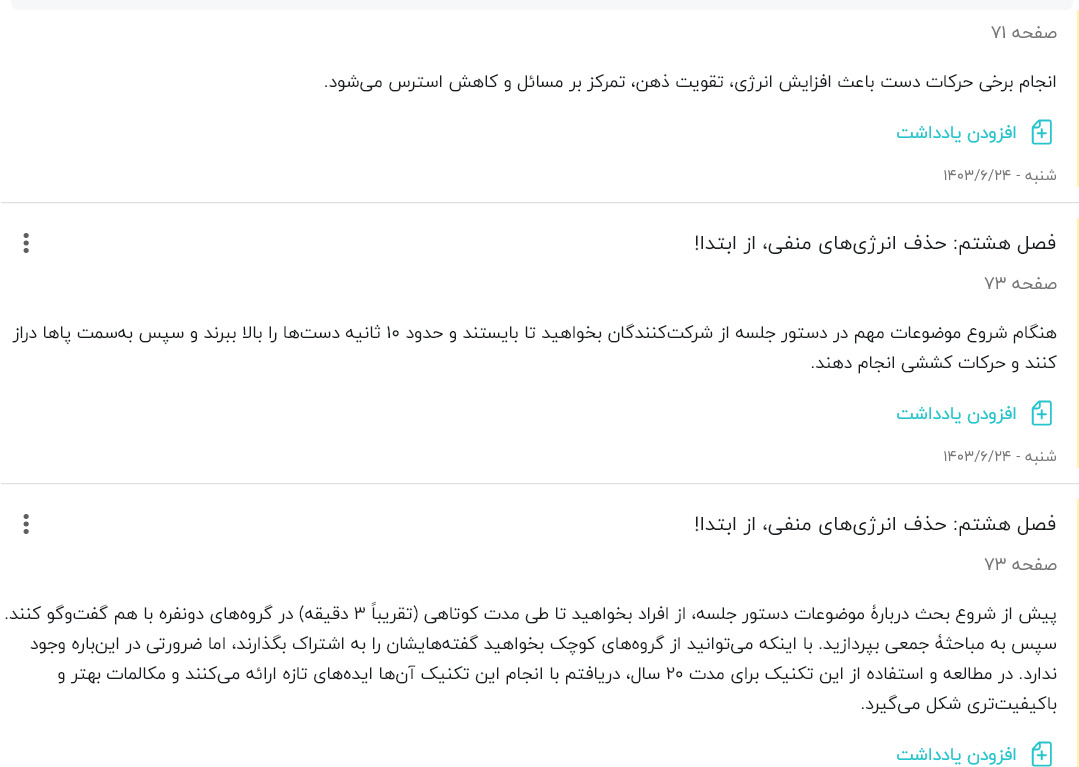 صفحه ۷۱
انجام برخی حرکات دست باعث افزایش انرژی، تقویت ذهن، تمرکز بر مسائل و کاهش استرس می‌شود.
افزودن یادداشت
شنبه - ۱۴۰۳/۶/۲۴
فصل هشتم: حذف انرژی‌های منفی، از ابتدا!
صفحه ۷۳
هنگام شروع موضوعات مهم در دستور جلسه از شرکت‌کنندگان بخواهید تا بایستند و حدود ۱۰ ثانیه دست‌ها را بالا ببرند و سپس به‌سمت پاها دراز
کنند و حرکات کششی انجام دهند.
افزودن یادداشت
شنبه - ۱۴۰۳/۶/۲۴
فصل هشتم: حذف انرژی‌های منفی، از ابتدا!
صفحه ۷۳
پیش از شروع بحث دربارهٔ موضوعات دستور جلسه، از افراد بخواهید تا طی مدت کوتاهی (تقریباً ۳ دقیقه) در گروه‌های دونفره با هم گفت‌وگو کنند.
سپس به مباحثهٔ جمعی بپردازید. با اینکه می‌توانید از گروه‌های کوچک بخواهید گفته‌هایشان را به اشتراک بگذارند، اما ضرورتی در این‌باره وجود
ندارد. در مطالعه و استفاده از این تکنیک برای مدت ۲۰ سال، دریافتم با انجام این تکنیک آن‌ها ایده‌های تازه ارائه می‌کنند و مکالمات بهتر و
باکیفیت‌تری شکل می‌گیرد.
افزودن یادداشت